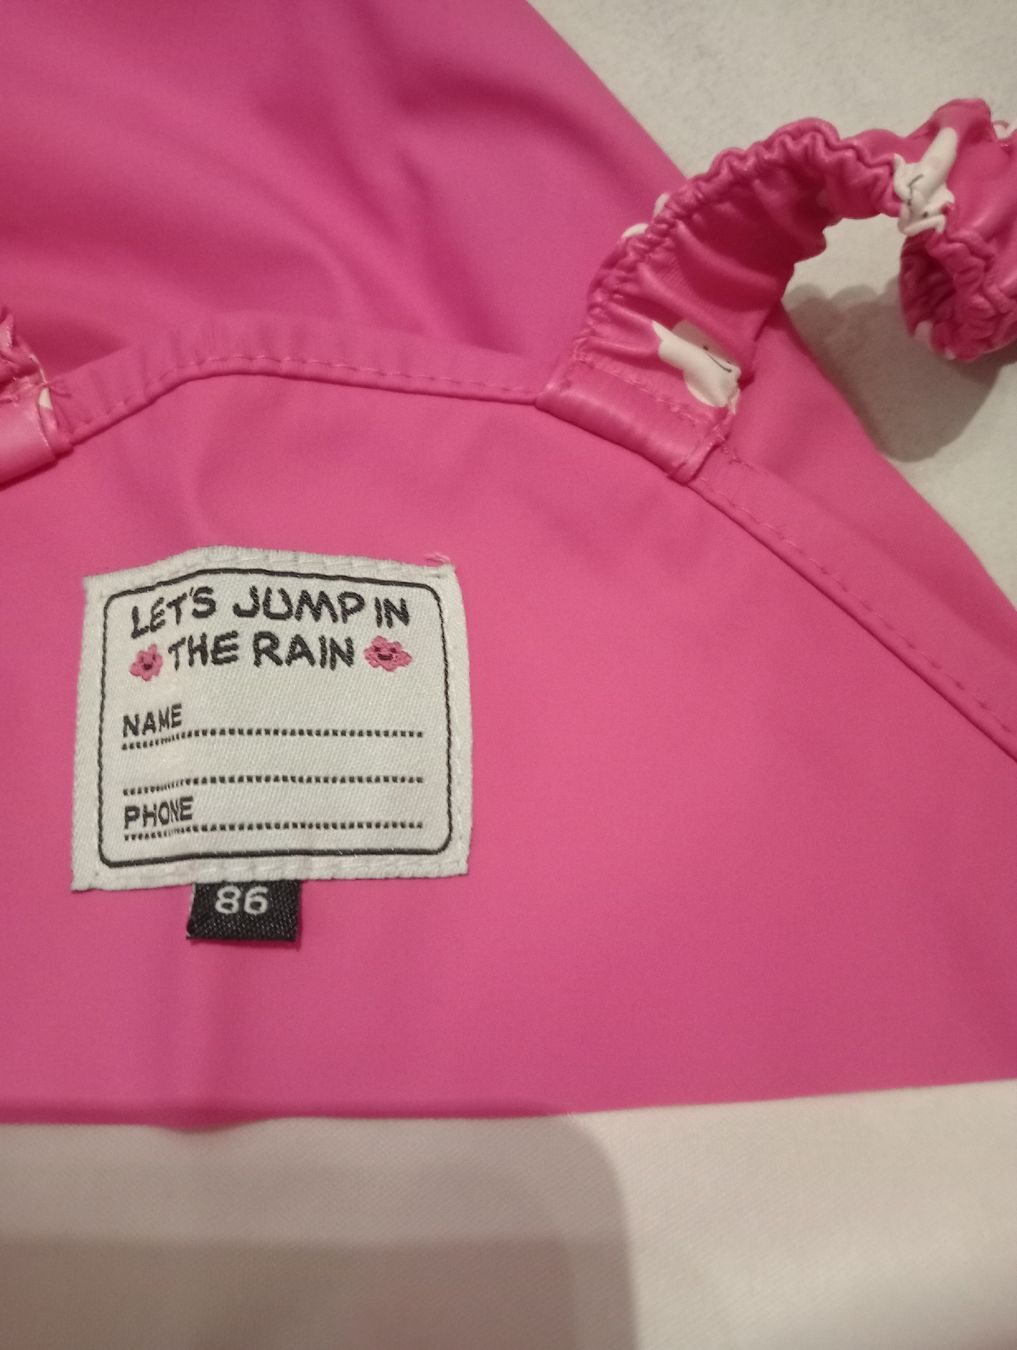 LET'S JUMP IN
THE RAIN
NAME
PHONE
86